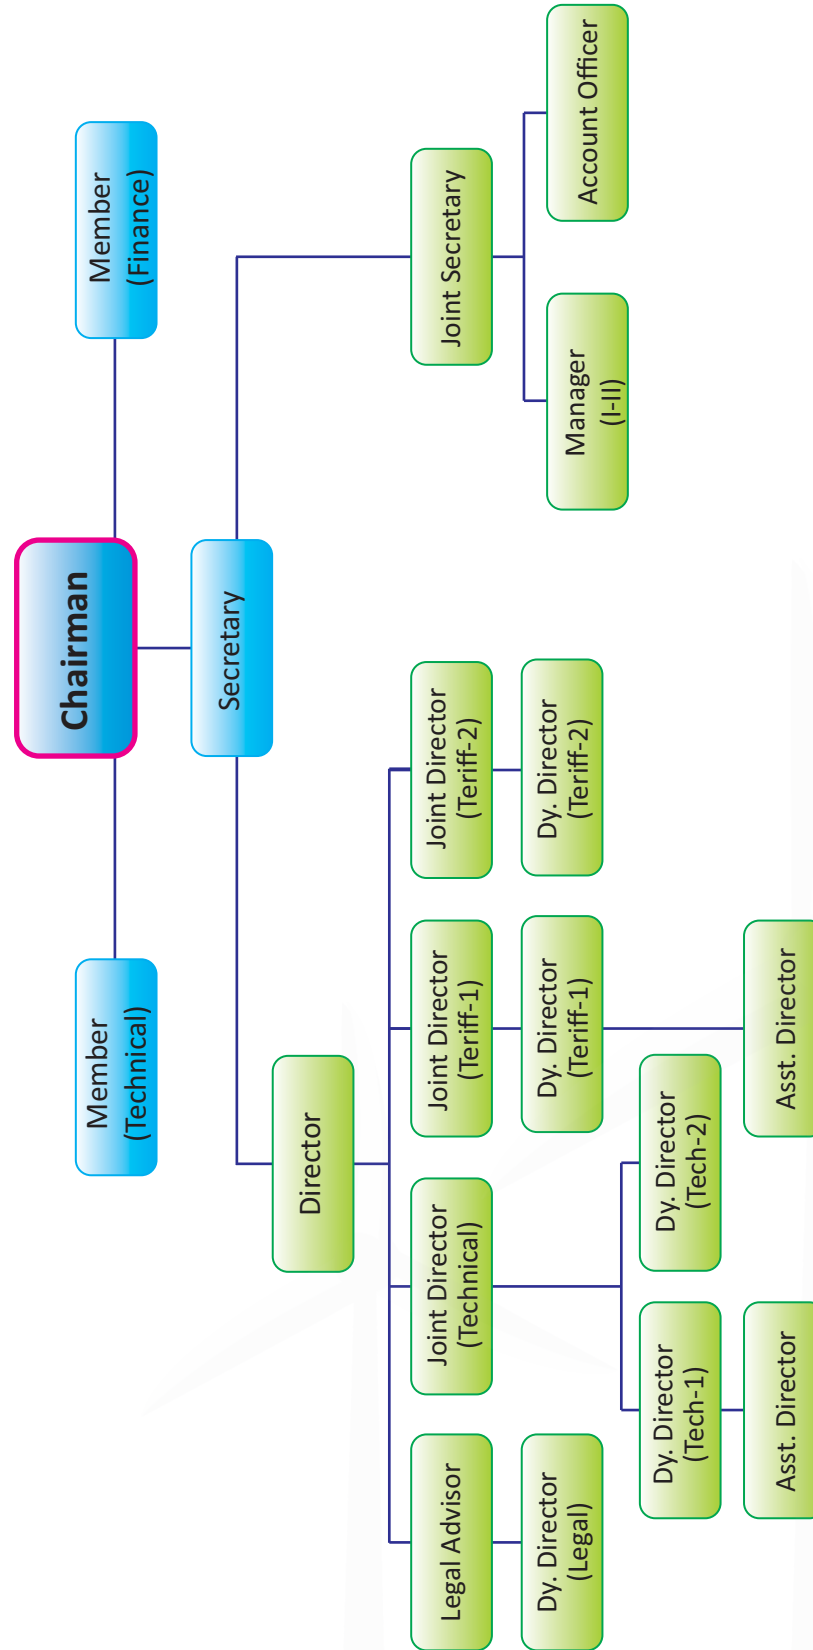 Chairman
Member
(Technical)
Member
(Finance)
Secretary
Director
Joint Secretary
Legal Advisor
Joint Director
(Technical)
Joint Director
(Teriff-1)
Joint Director
(Teriff-2)
Manager
(I-II)
Account Officer
Dy. Director
(Legal)
Dy. Director
(Teriff-1)
Dy. Director
(Teriff-2)
Dy. Director
(Tech-1)
Dy. Director
(Tech-2)
Asst. Director
Asst. Director